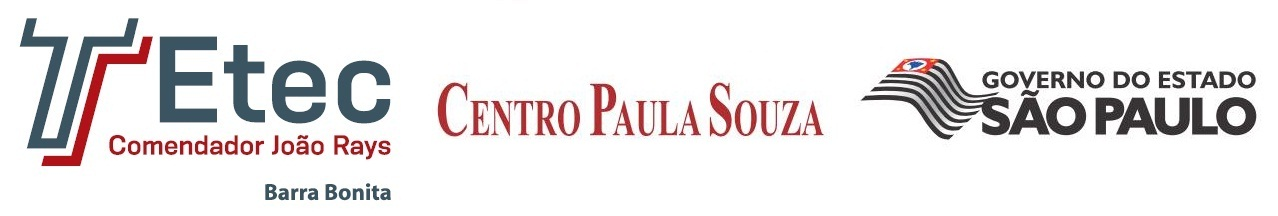 Etec
Comendador João Rays
Barra Bonita
CENTRO PAULA SOUZA
GOVERNO DO ESTADO
SÃO PAULO